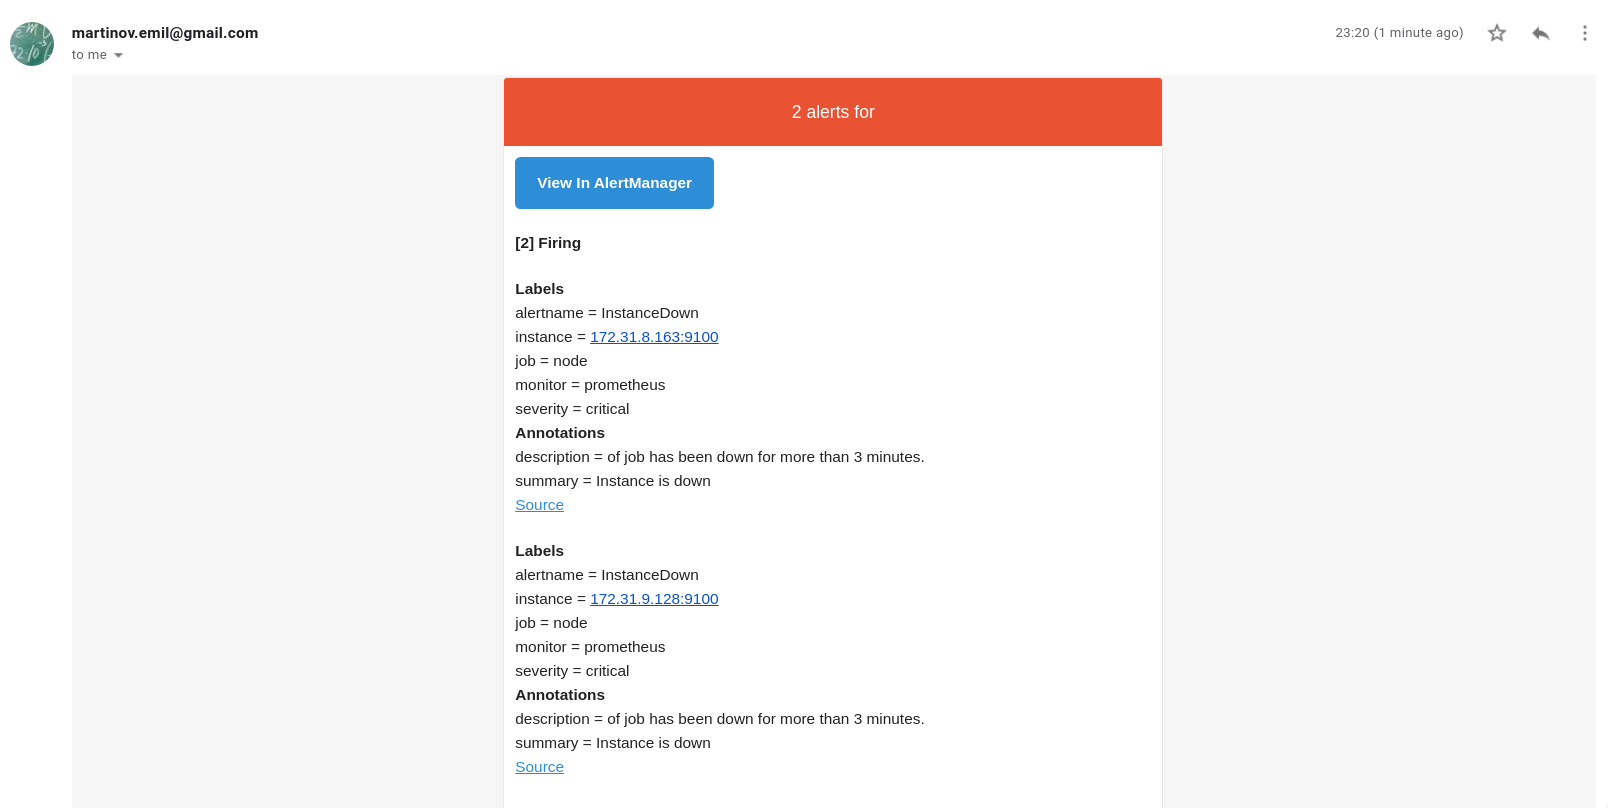 martinov.emil@gmail.com
to me
23:20 (1 minute ago)
2 alerts for
View In AlertManager
[2] Firing
Labels
alertname = InstanceDown
instance = 172.31.8.163:9100
job = node
monitor = prometheus
severity = critical
Annotations
description = of job has been down for more than 3 minutes.
summary = Instance is down
Source
Labels
alertname = InstanceDown
instance = 172.31.9.128:9100
job = node
monitor = prometheus
severity = critical
Annotations
description = of job has been down for more than 3 minutes.
summary = Instance is down
Source